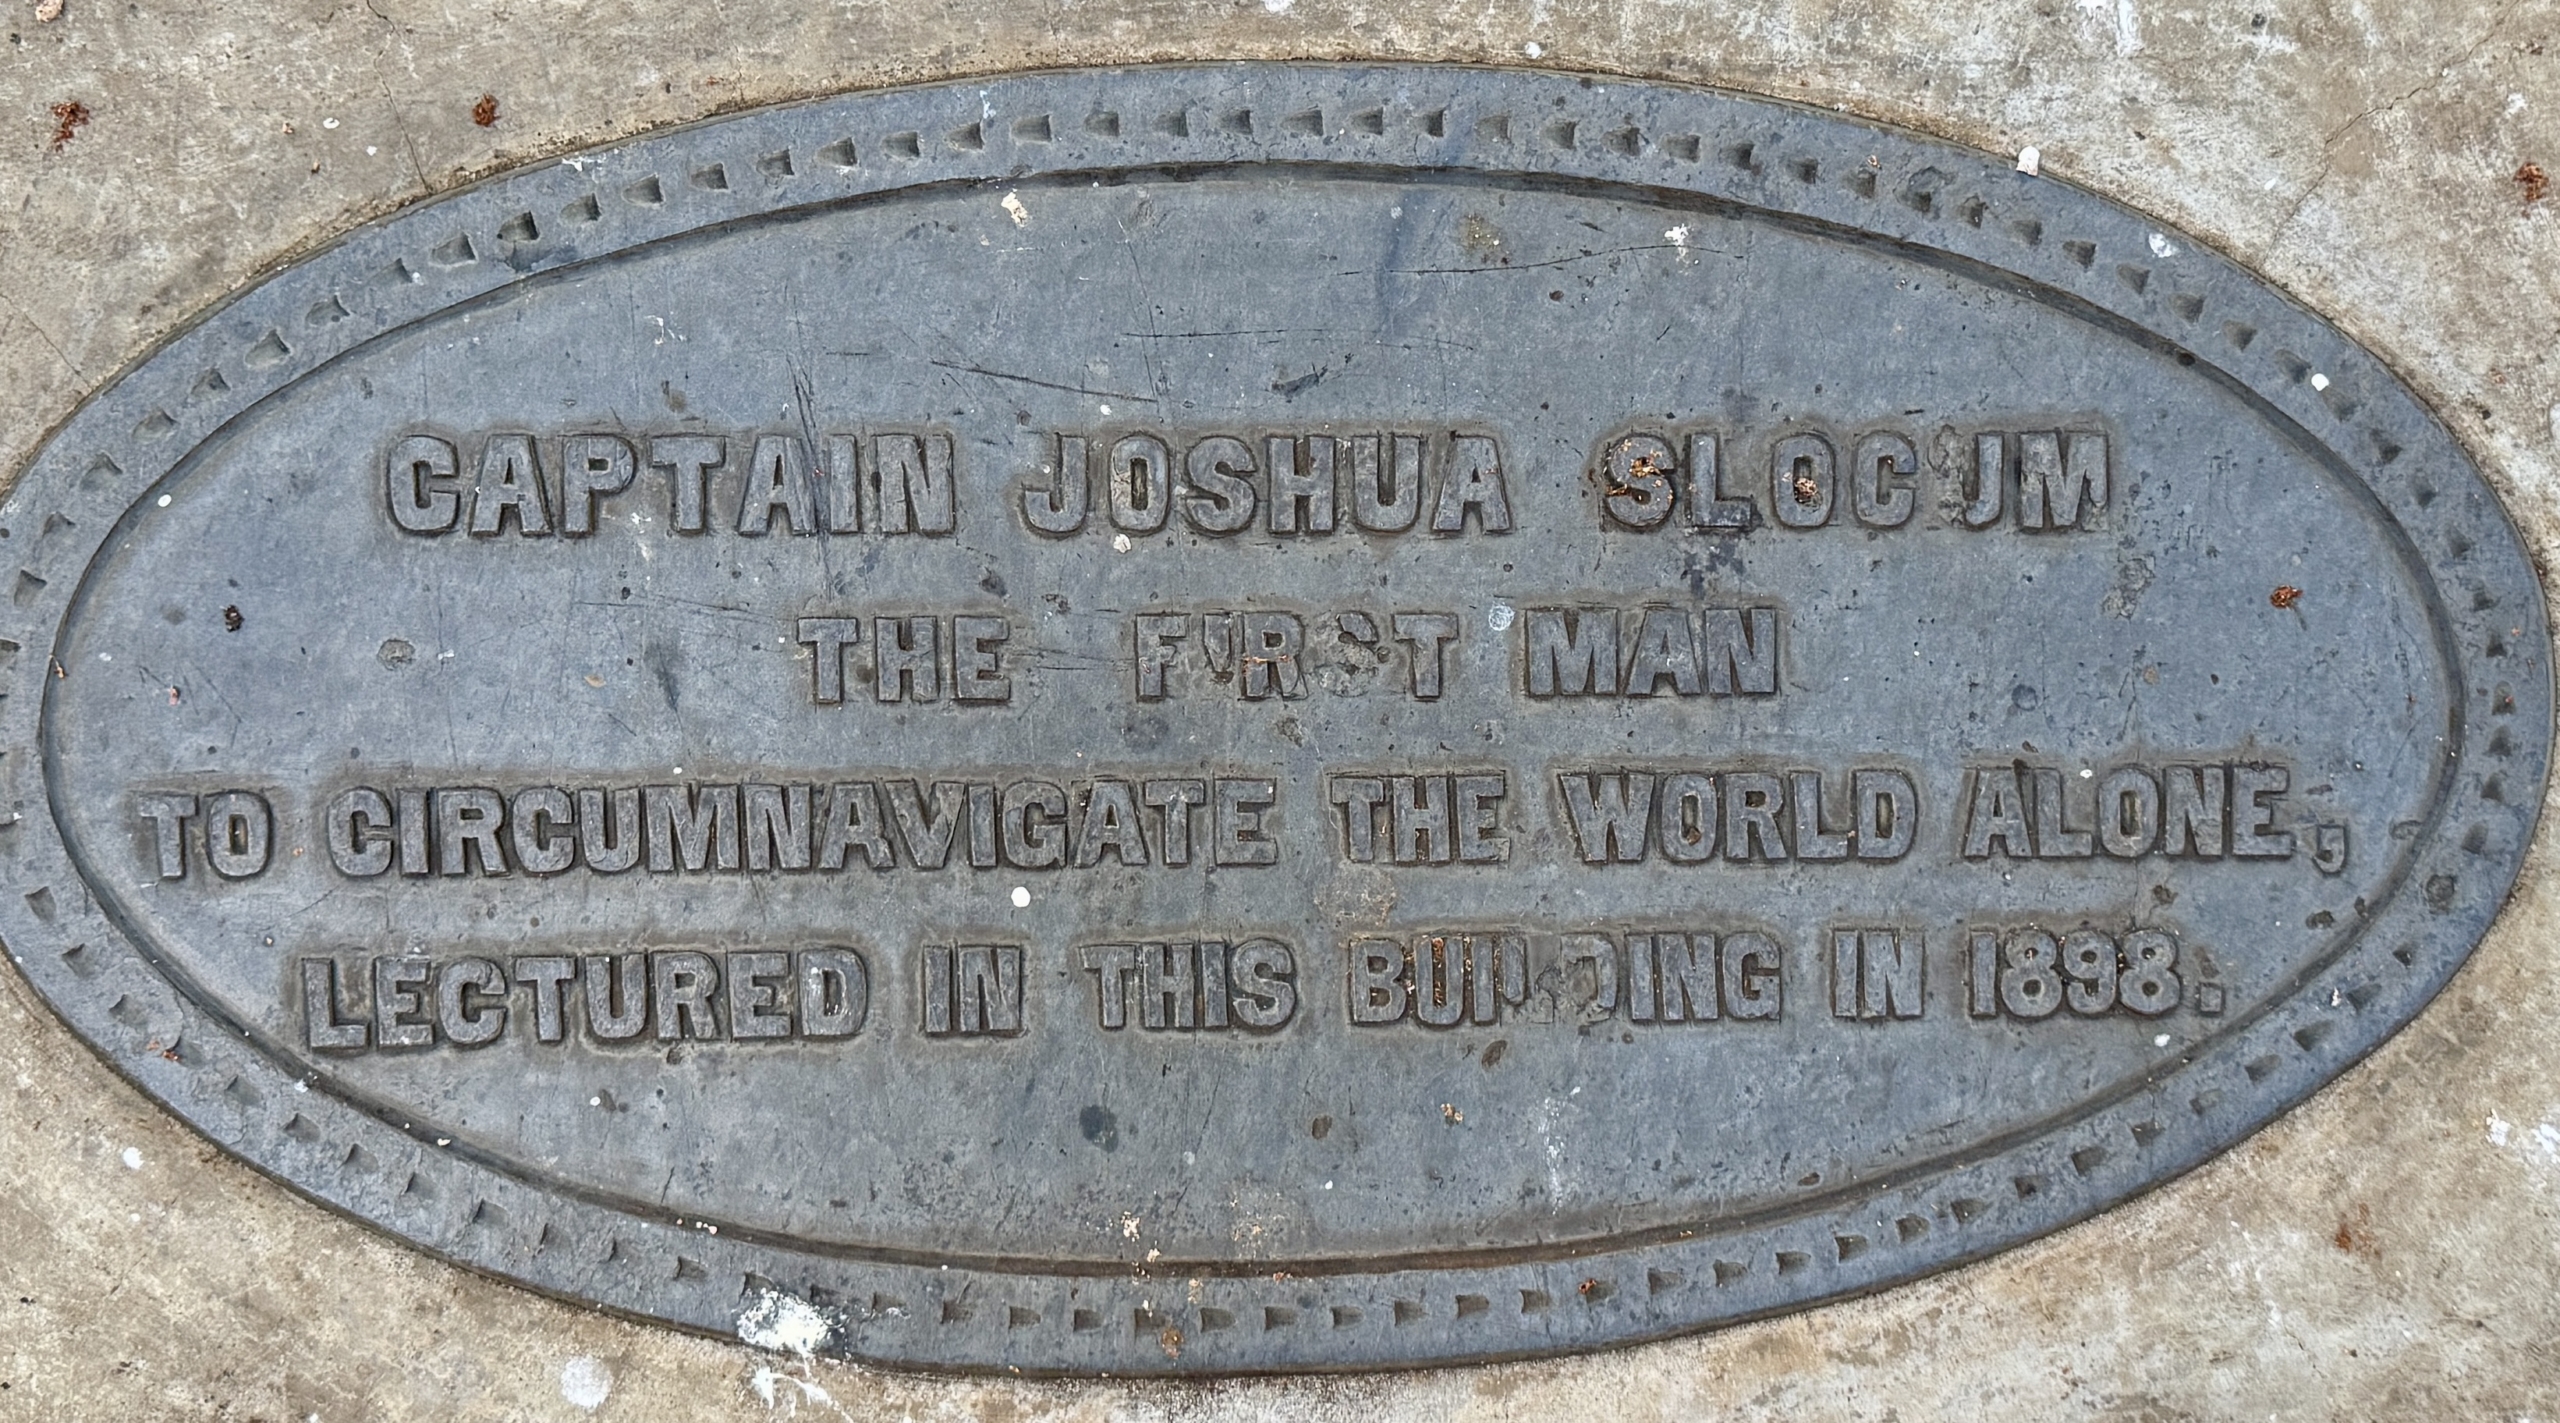 CAPTAIN JOSHUA SLOCUM
THE FIRST MAN
TO CIRCUMNAVIGATE THE WORLD ALONE,
LECTURED IN THIS BUILDING IN 1898.